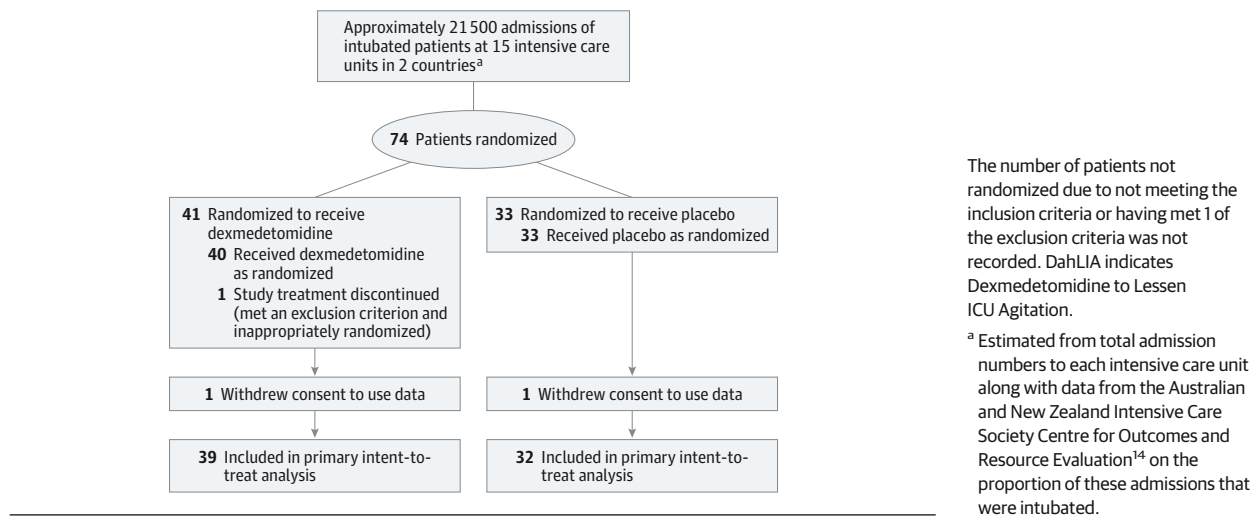 Approximately 21 500 admissions of
intubated patients at 15 intensive care
units in 2 countriesᵃ
74 Patients randomized
41 Randomized to receive
dexmedetomidine
40 Received dexmedetomidine
as randomized
1 Study treatment discontinued
(met an exclusion criterion and
inappropriately randomized)
33 Randomized to receive placebo
33 Received placebo as randomized
1 Withdrew consent to use data
1 Withdrew consent to use data
39 Included in primary intent-to-
treat analysis
32 Included in primary intent-to-
treat analysis
The number of patients not
randomized due to not meeting the
inclusion criteria or having met 1 of
the exclusion criteria was not
recorded. DahLIA indicates
Dexmedetomidine to Lessen
ICU Agitation.
ᵃ Estimated from total admission
numbers to each intensive care unit
along with data from the Australian
and New Zealand Intensive Care
Society Centre for Outcomes and
Resource Evaluation¹⁴ on the
proportion of these admissions that
were intubated.